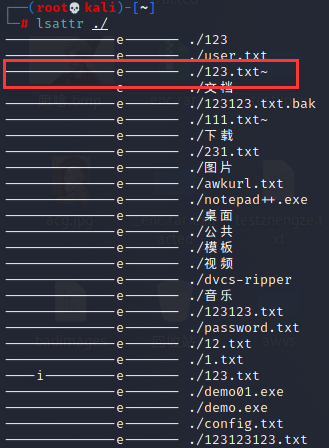 ┌──(root💀kali)-[~]
└─# lsattr ./
--------------e------- ./123
--------------e------- ./user.txt
--------------e------- ./123.txt~
--------------e------- ./文档
--------------e------- ./123123.txt.bak
--------------e------- ./111.txt~
--------------e------- ./下载
--------------e------- ./231.txt
--------------e------- ./图片
--------------e------- ./awkurl.txt
--------------e------- ./notepad++.exe
--------------e------- ./桌面
--------------e------- ./公共
--------------e------- ./模板
--------------e------- ./视频
--------------e------- ./dvcs-ripper
--------------e------- ./音乐
--------------e------- ./123123.txt
--------------e------- ./password.txt
--------------e------- ./12.txt
--------------e------- ./1.txt
----i---------e------- ./123.txt
--------------e------- ./demo01.exe
--------------e------- ./demo.exe
--------------e------- ./config.txt
--------------e------- ./123123123.txt